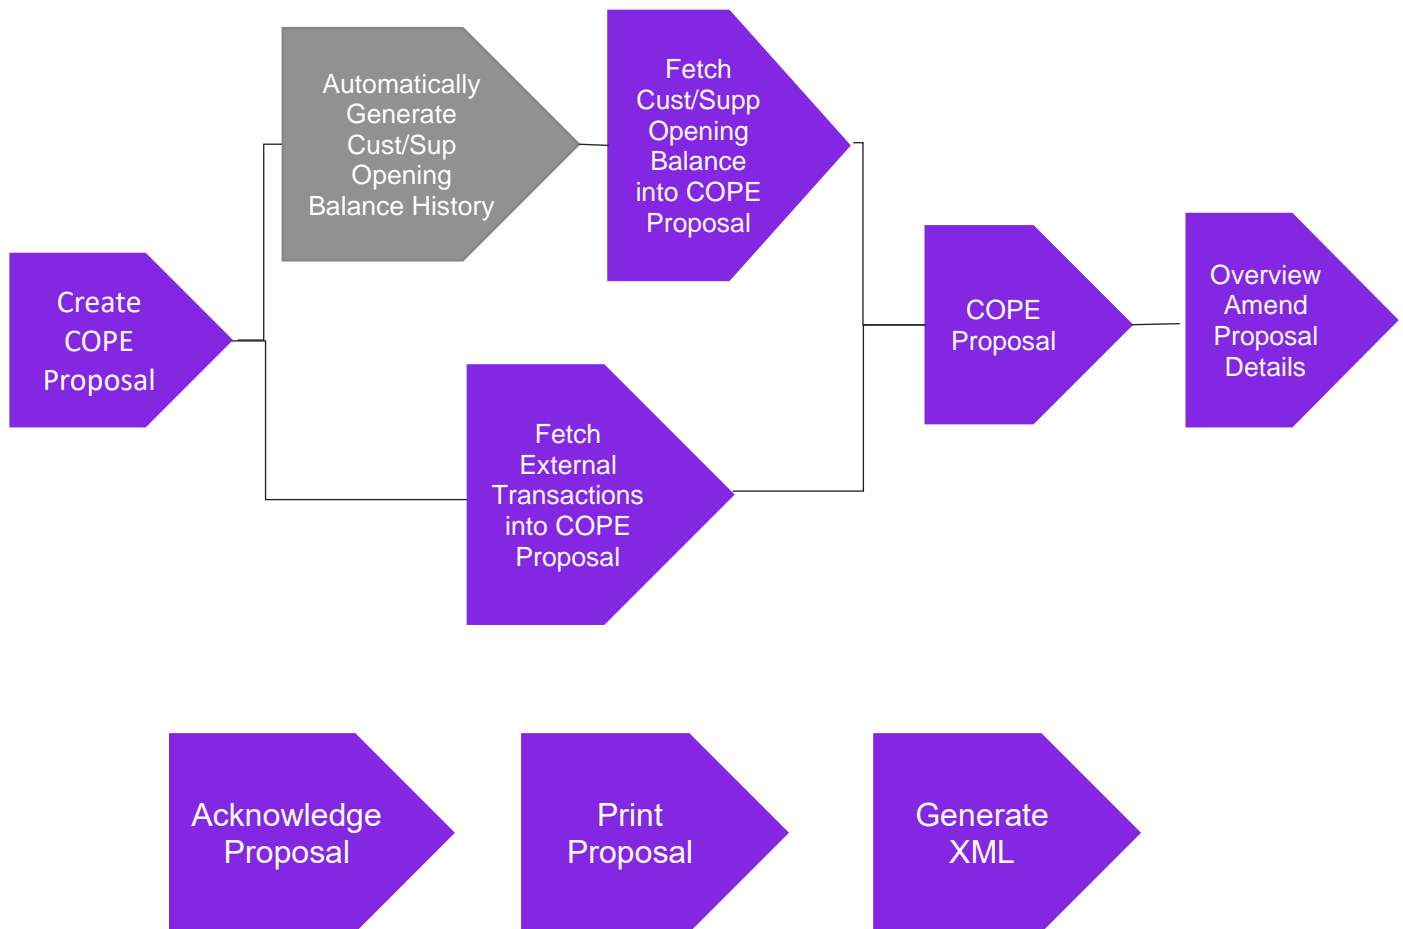 Automatically
Generate
Cust/Sup
Opening
Balance History
Fetch
Cust/Supp
Opening
Balance
into COPE
Proposal
Create
COPE
Proposal
COPE
Proposal
Overview
Amend
Proposal
Details
Fetch
External
Transactions
into COPE
Proposal
Acknowledge
Proposal
Print
Proposal
Generate
XML